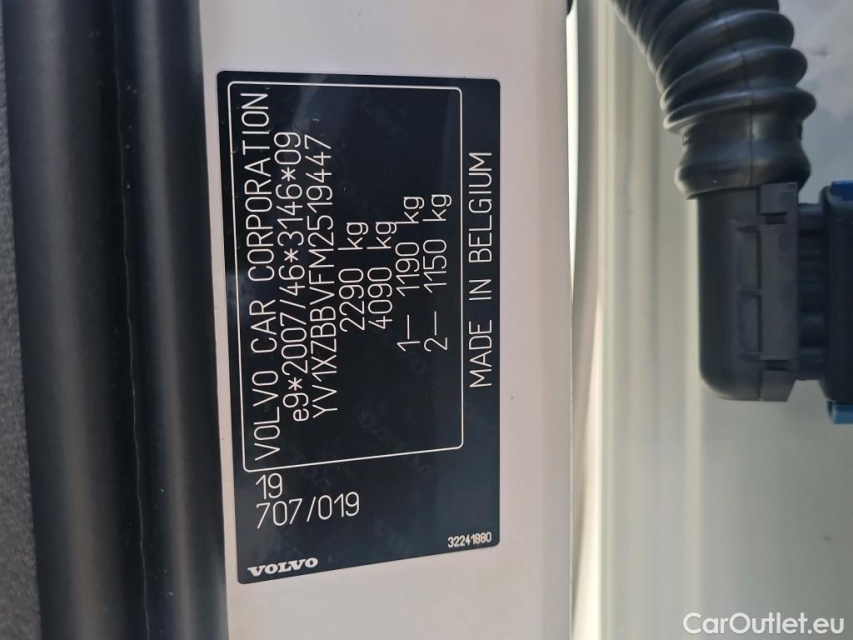 VOLVO CAR CORPORATION
e9*2007/46*3146*09
YV1XZBBVFM2519447
2290 kg
4090 kg
1— 1190 kg
2— 1150 kg
MADE IN BELGIUM
19
707/019
VOLVO
32241880
CarOutlet.eu